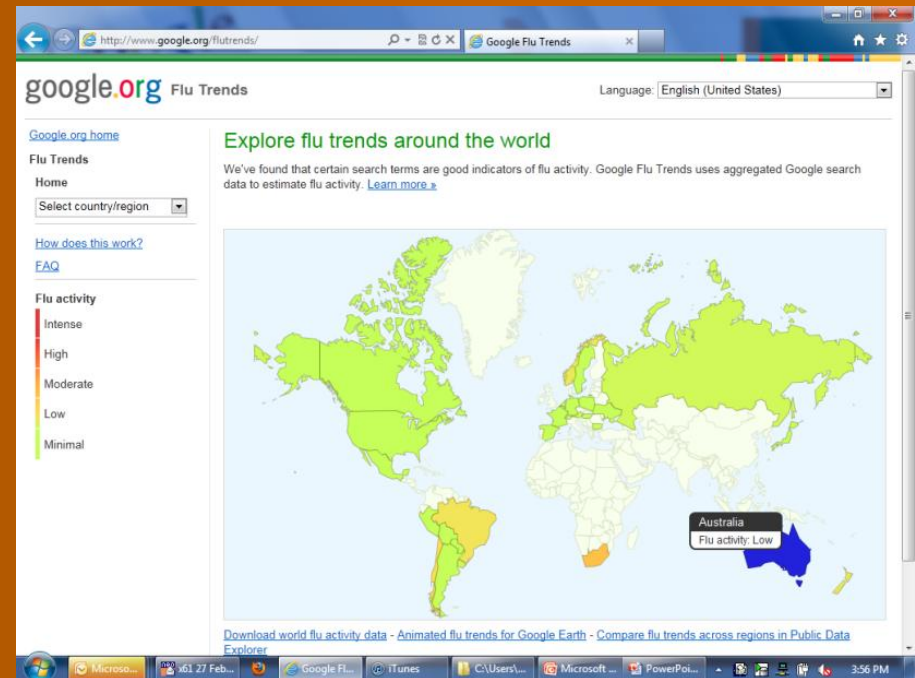 http://www.google.org/flutrends/
Google Flu Trends
google.org Flu Trends
Language: English (United States)
Google.org home
Flu Trends
Home
Select country/region
How does this work?
FAQ
Flu activity
Intense
High
Moderate
Low
Minimal
Explore flu trends around the world
We've found that certain search terms are good indicators of flu activity. Google Flu Trends uses aggregated Google search
data to estimate flu activity. Learn more »
Australia
Flu activity: Low
Download world flu activity data - Animated flu trends for Google Earth - Compare flu trends across regions in Public Data
Explorer
Microso... x61 27 Feb... Google Fl... iTunes C:\Users\... Microsoft ... PowerPoi... 3:56 PM